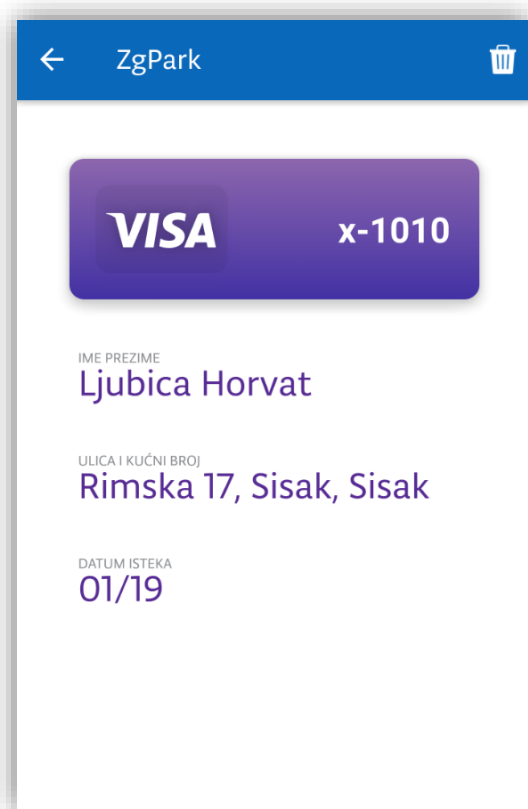 ZgPark
VISA x-1010
IME PREZIME
Ljubica Horvat
ULICA I KUĆNI BROJ
Rimska 17, Sisak, Sisak
DATUM ISTEKA
01/19